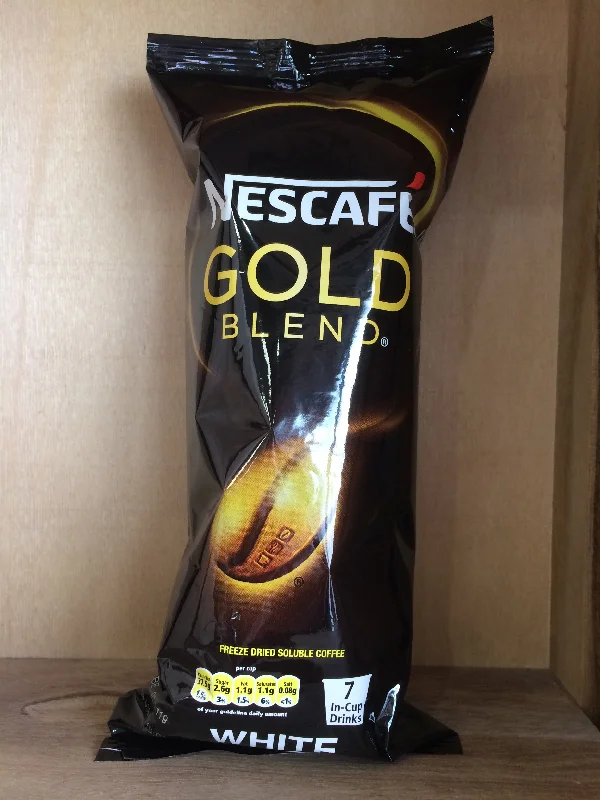 NESCAFÉ
GOLD
BLEND®
®
FREEZE DRIED SOLUBLE COFFEE
per cup
Sugar Fat Saturates Salt
2.6g 1.1g 1.1g 0.08g
3% 1.5% 6% <1%
of your guideline daily amount
7
In-Cup
Drinks
WHITE